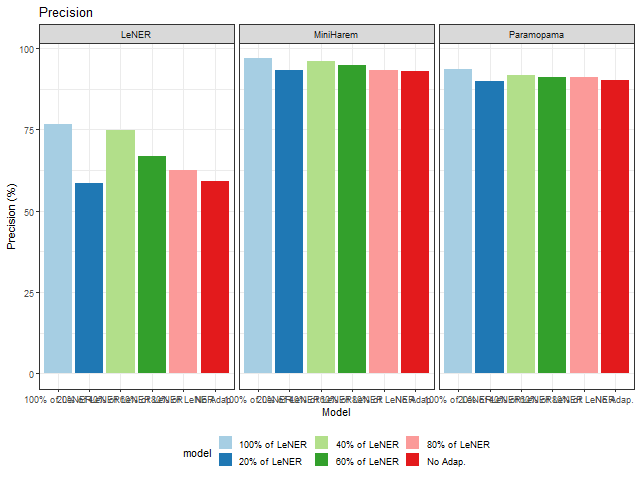 Precision
LeNER
MiniHarem
Paramopama
100
75
50
25
0
Precision (%)
Model
model
100% of LeNER
40% of LeNER
80% of LeNER
20% of LeNER
60% of LeNER
No Adap.